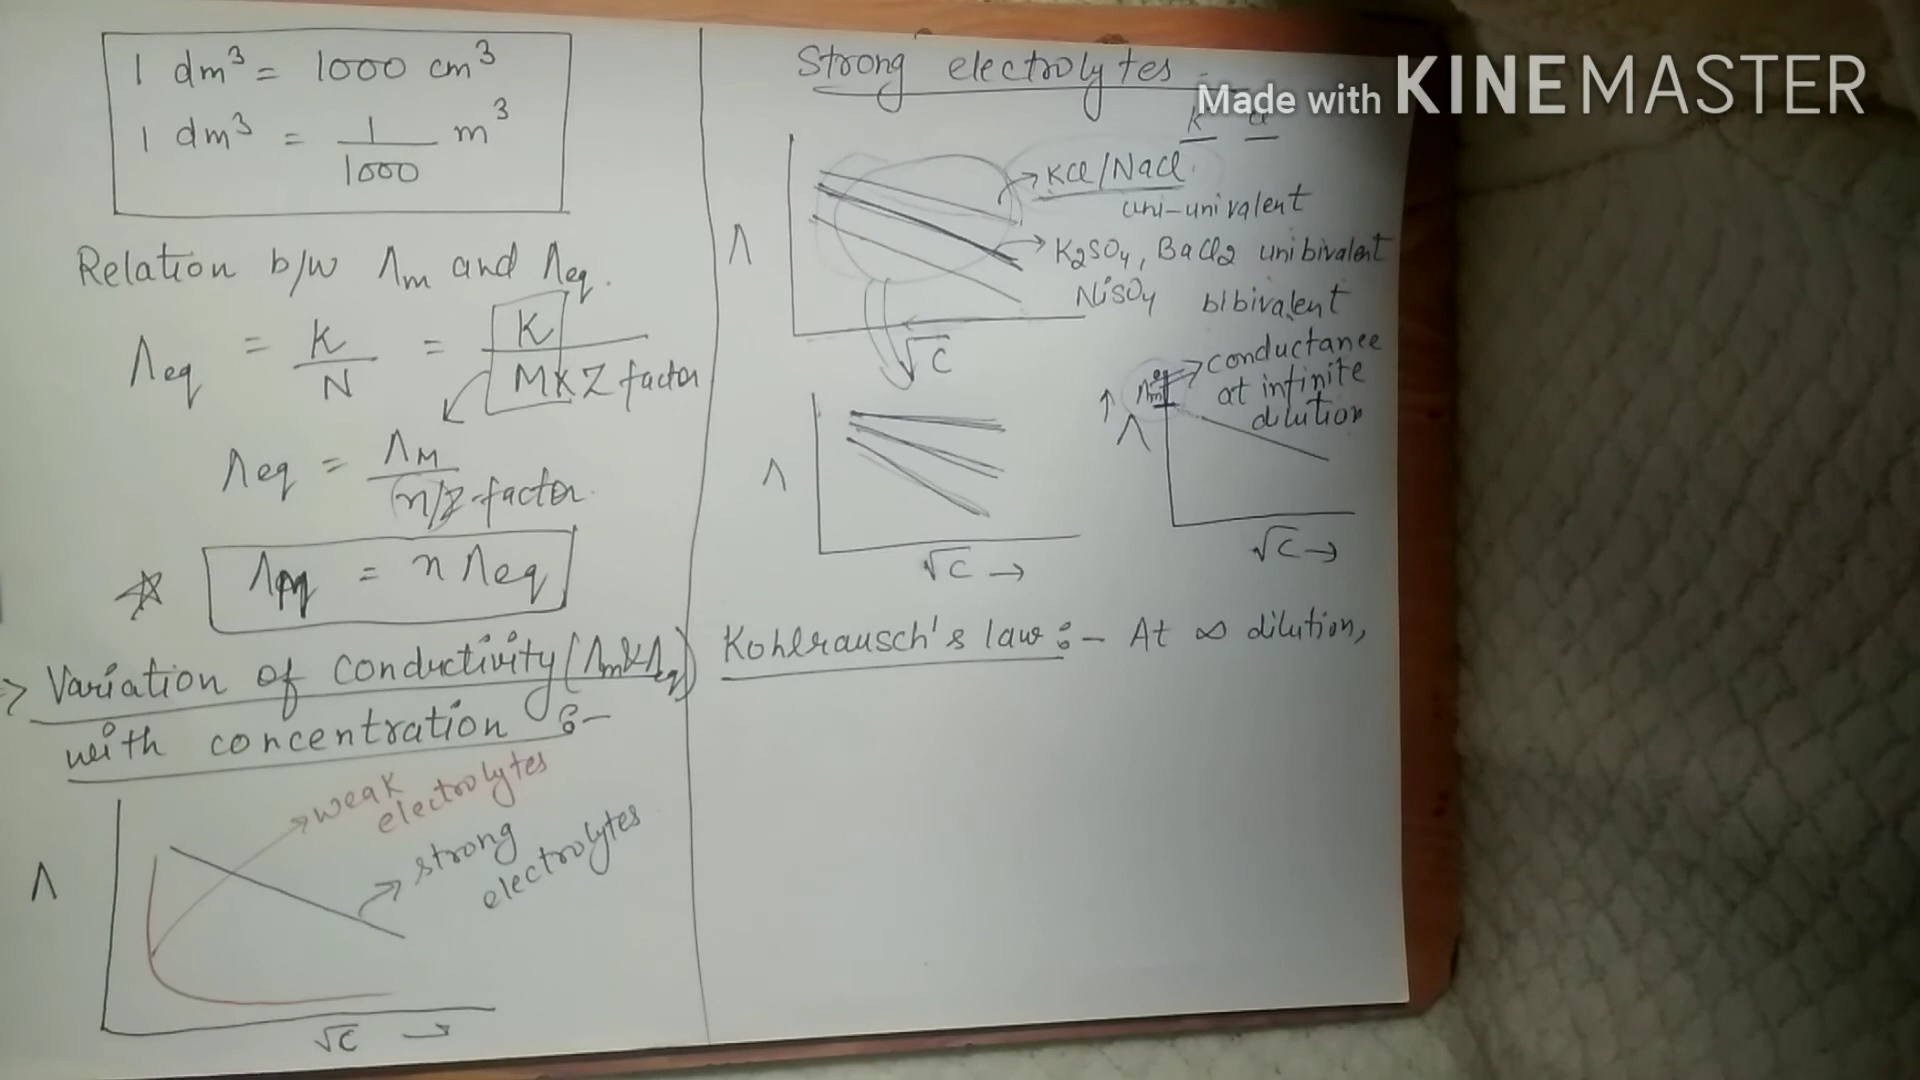 1 dm³ = 1000 cm³
1 dm³ = 1/1000 m³
Relation b/w Λm and Λeq.
Λeq = K/N = K/M×Z factor
Λeq = ΛM/n/z-factor
Λm = n Λeq
⇒ Variation of conductivity (Λm & Λeq)
with concentration :-
weak
electrolytes
strong
electrolytes
Λ
√C →
Strong electrolytes
Made with KINEMASTER
K Cl
KCl/NaCl
uni-univalent
Λ
K2SO4, BaCl2 unibivalent
NiSO4 bibivalent
√C
conductance
at infinite
dilution
Λ
Λ
√C →
√C →
Kohlrausch's law :- At ∞ dilution,